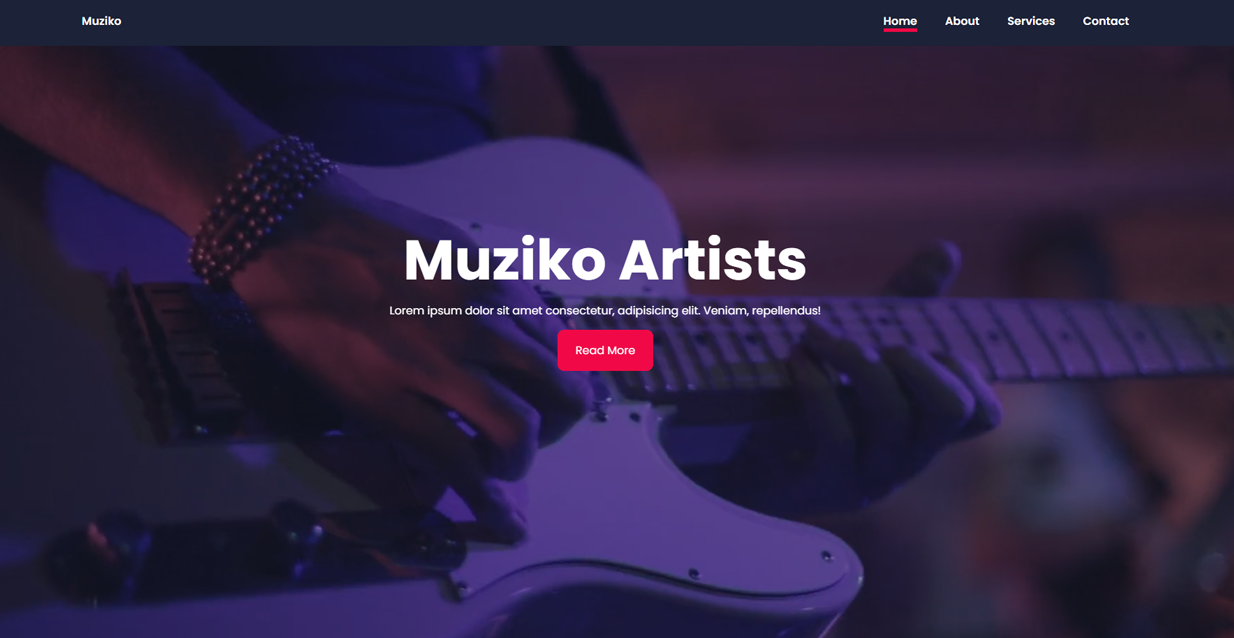 Muziko
Home About Services Contact
Muziko Artists
Lorem ipsum dolor sit amet consectetur, adipisicing elit. Veniam, repellendus!
Read More